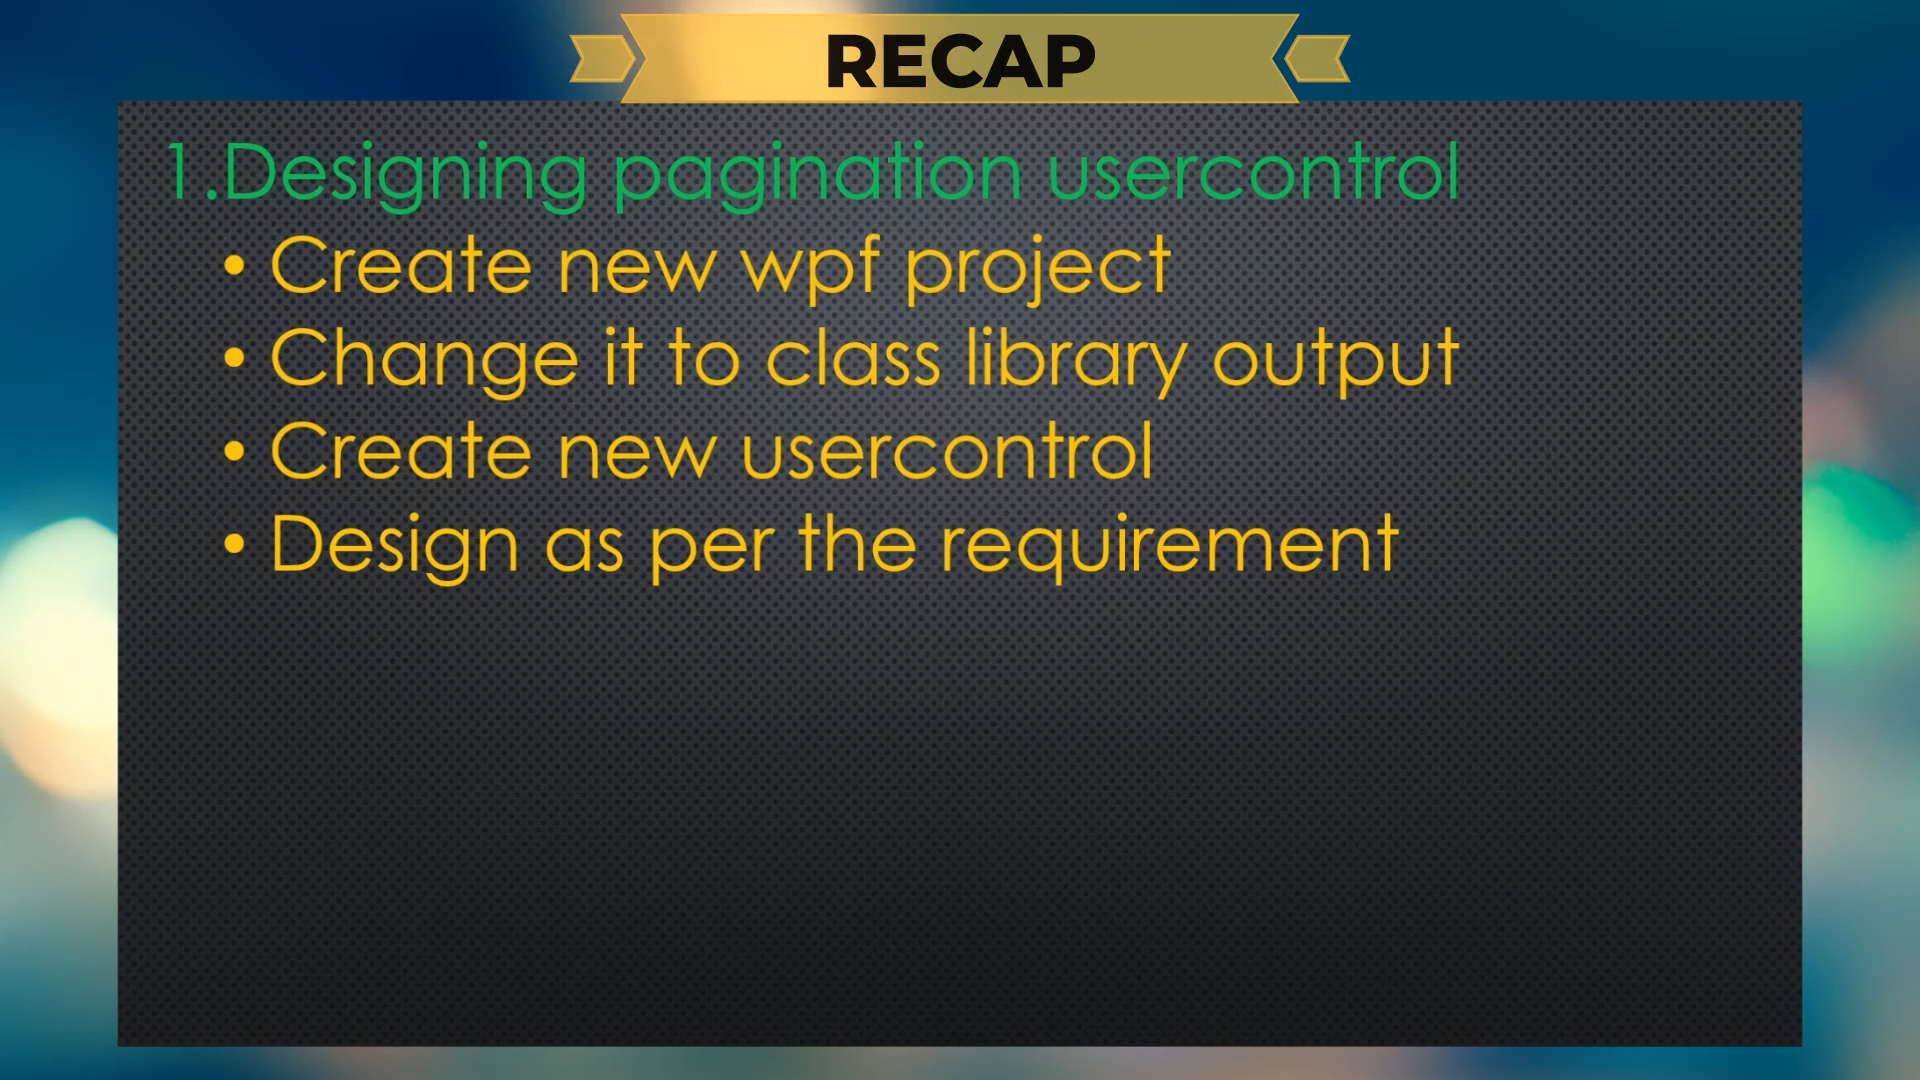 RECAP
1.Designing pagination usercontrol
• Create new wpf project
• Change it to class library output
• Create new usercontrol
• Design as per the requirement